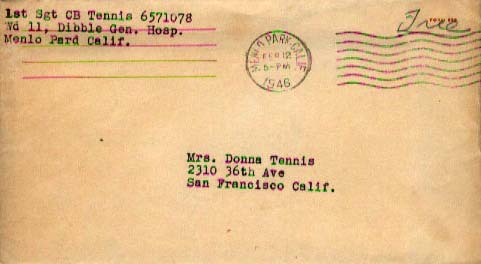 1st Sgt CB Tennis 6571078
Wd 11, Dibble Gen. Hosp.
Menlo Pard Calif.
Free
MENLO PARK CALIF
FEB 12
5-PM
1946
Mrs. Donna Tennis
2310 36th Ave
San Francisco Calif.